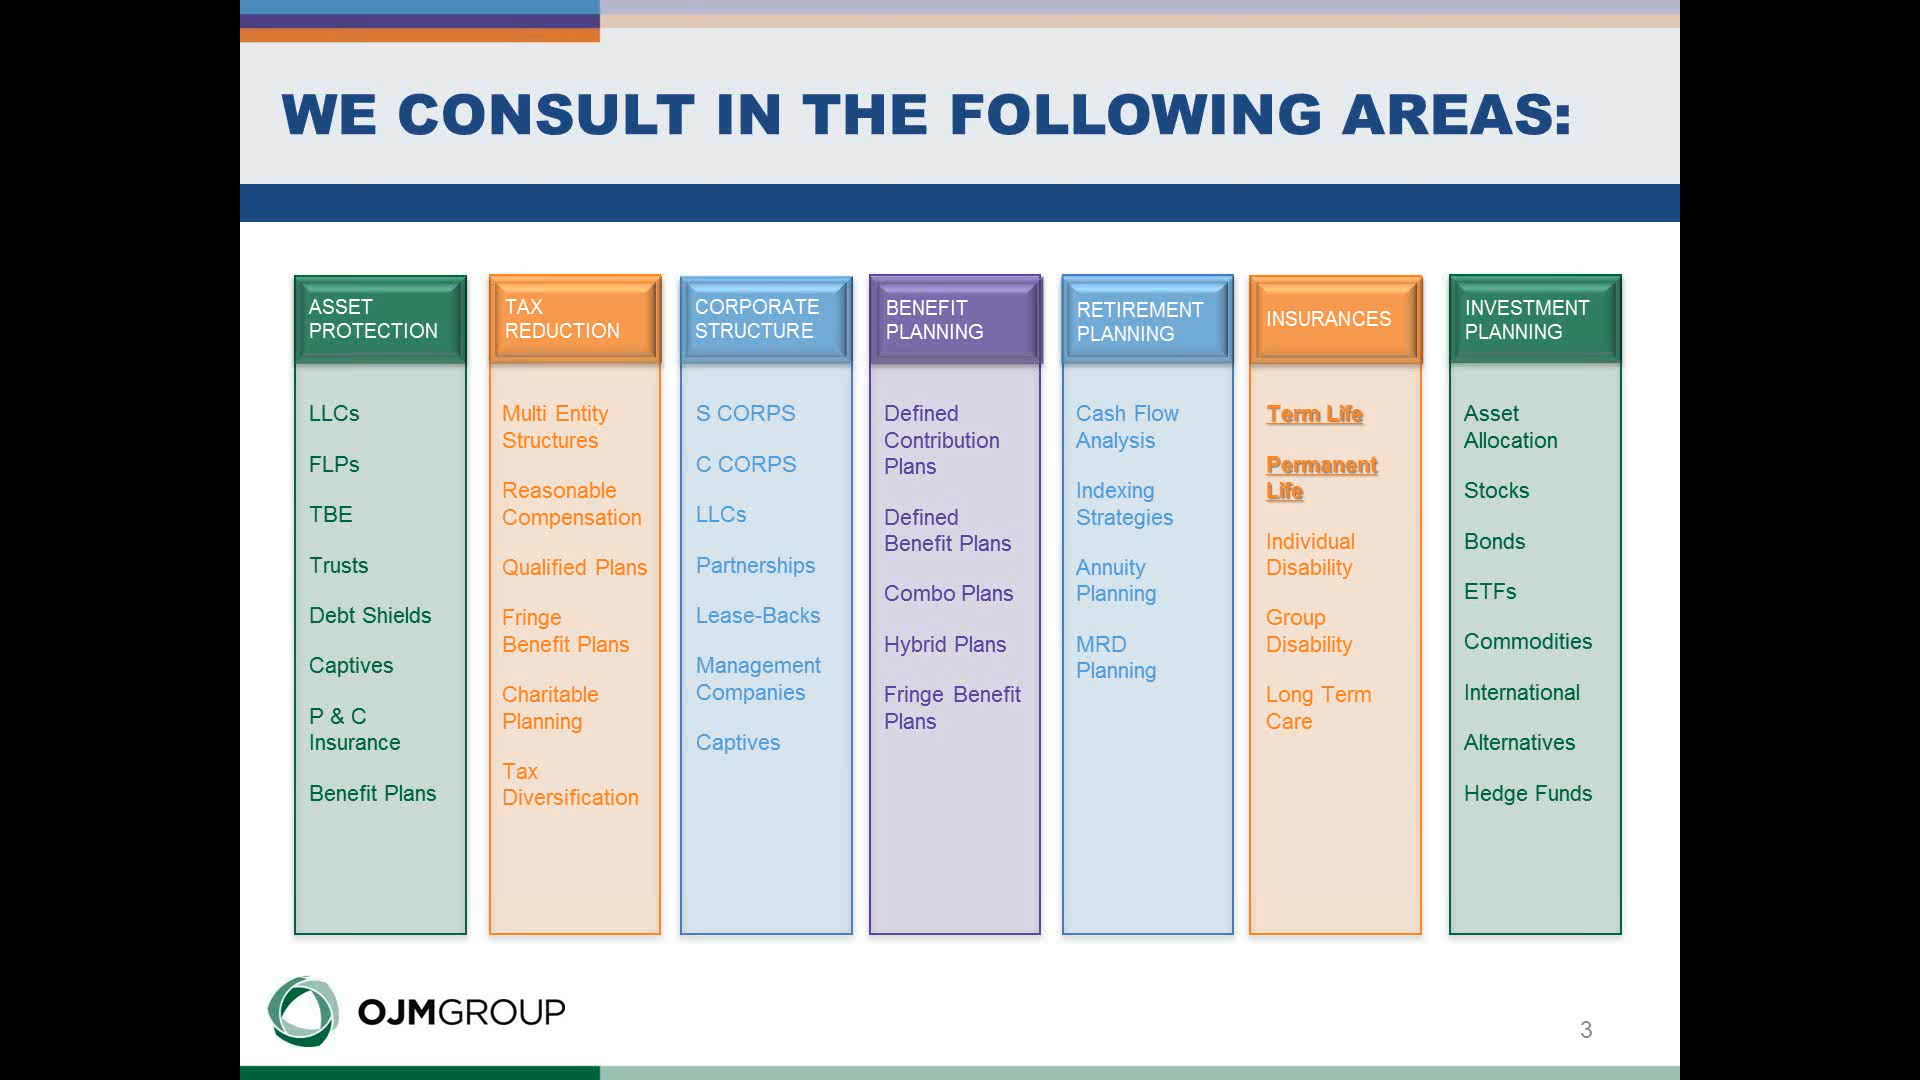 WE CONSULT IN THE FOLLOWING AREAS:
ASSET
PROTECTION
LLCs
FLPs
TBE
Trusts
Debt Shields
Captives
P & C
Insurance
Benefit Plans
TAX
REDUCTION
Multi Entity
Structures
Reasonable
Compensation
Qualified Plans
Fringe
Benefit Plans
Charitable
Planning
Tax
Diversification
CORPORATE
STRUCTURE
S CORPS
C CORPS
LLCs
Partnerships
Lease-Backs
Management
Companies
Captives
BENEFIT
PLANNING
Defined
Contribution
Plans
Defined
Benefit Plans
Combo Plans
Hybrid Plans
Fringe Benefit
Plans
RETIREMENT
PLANNING
Cash Flow
Analysis
Indexing
Strategies
Annuity
Planning
MRD
Planning
INSURANCES
Term Life
Permanent
Life
Individual
Disability
Group
Disability
Long Term
Care
INVESTMENT
PLANNING
Asset
Allocation
Stocks
Bonds
ETFs
Commodities
International
Alternatives
Hedge Funds
OJMGROUP
3